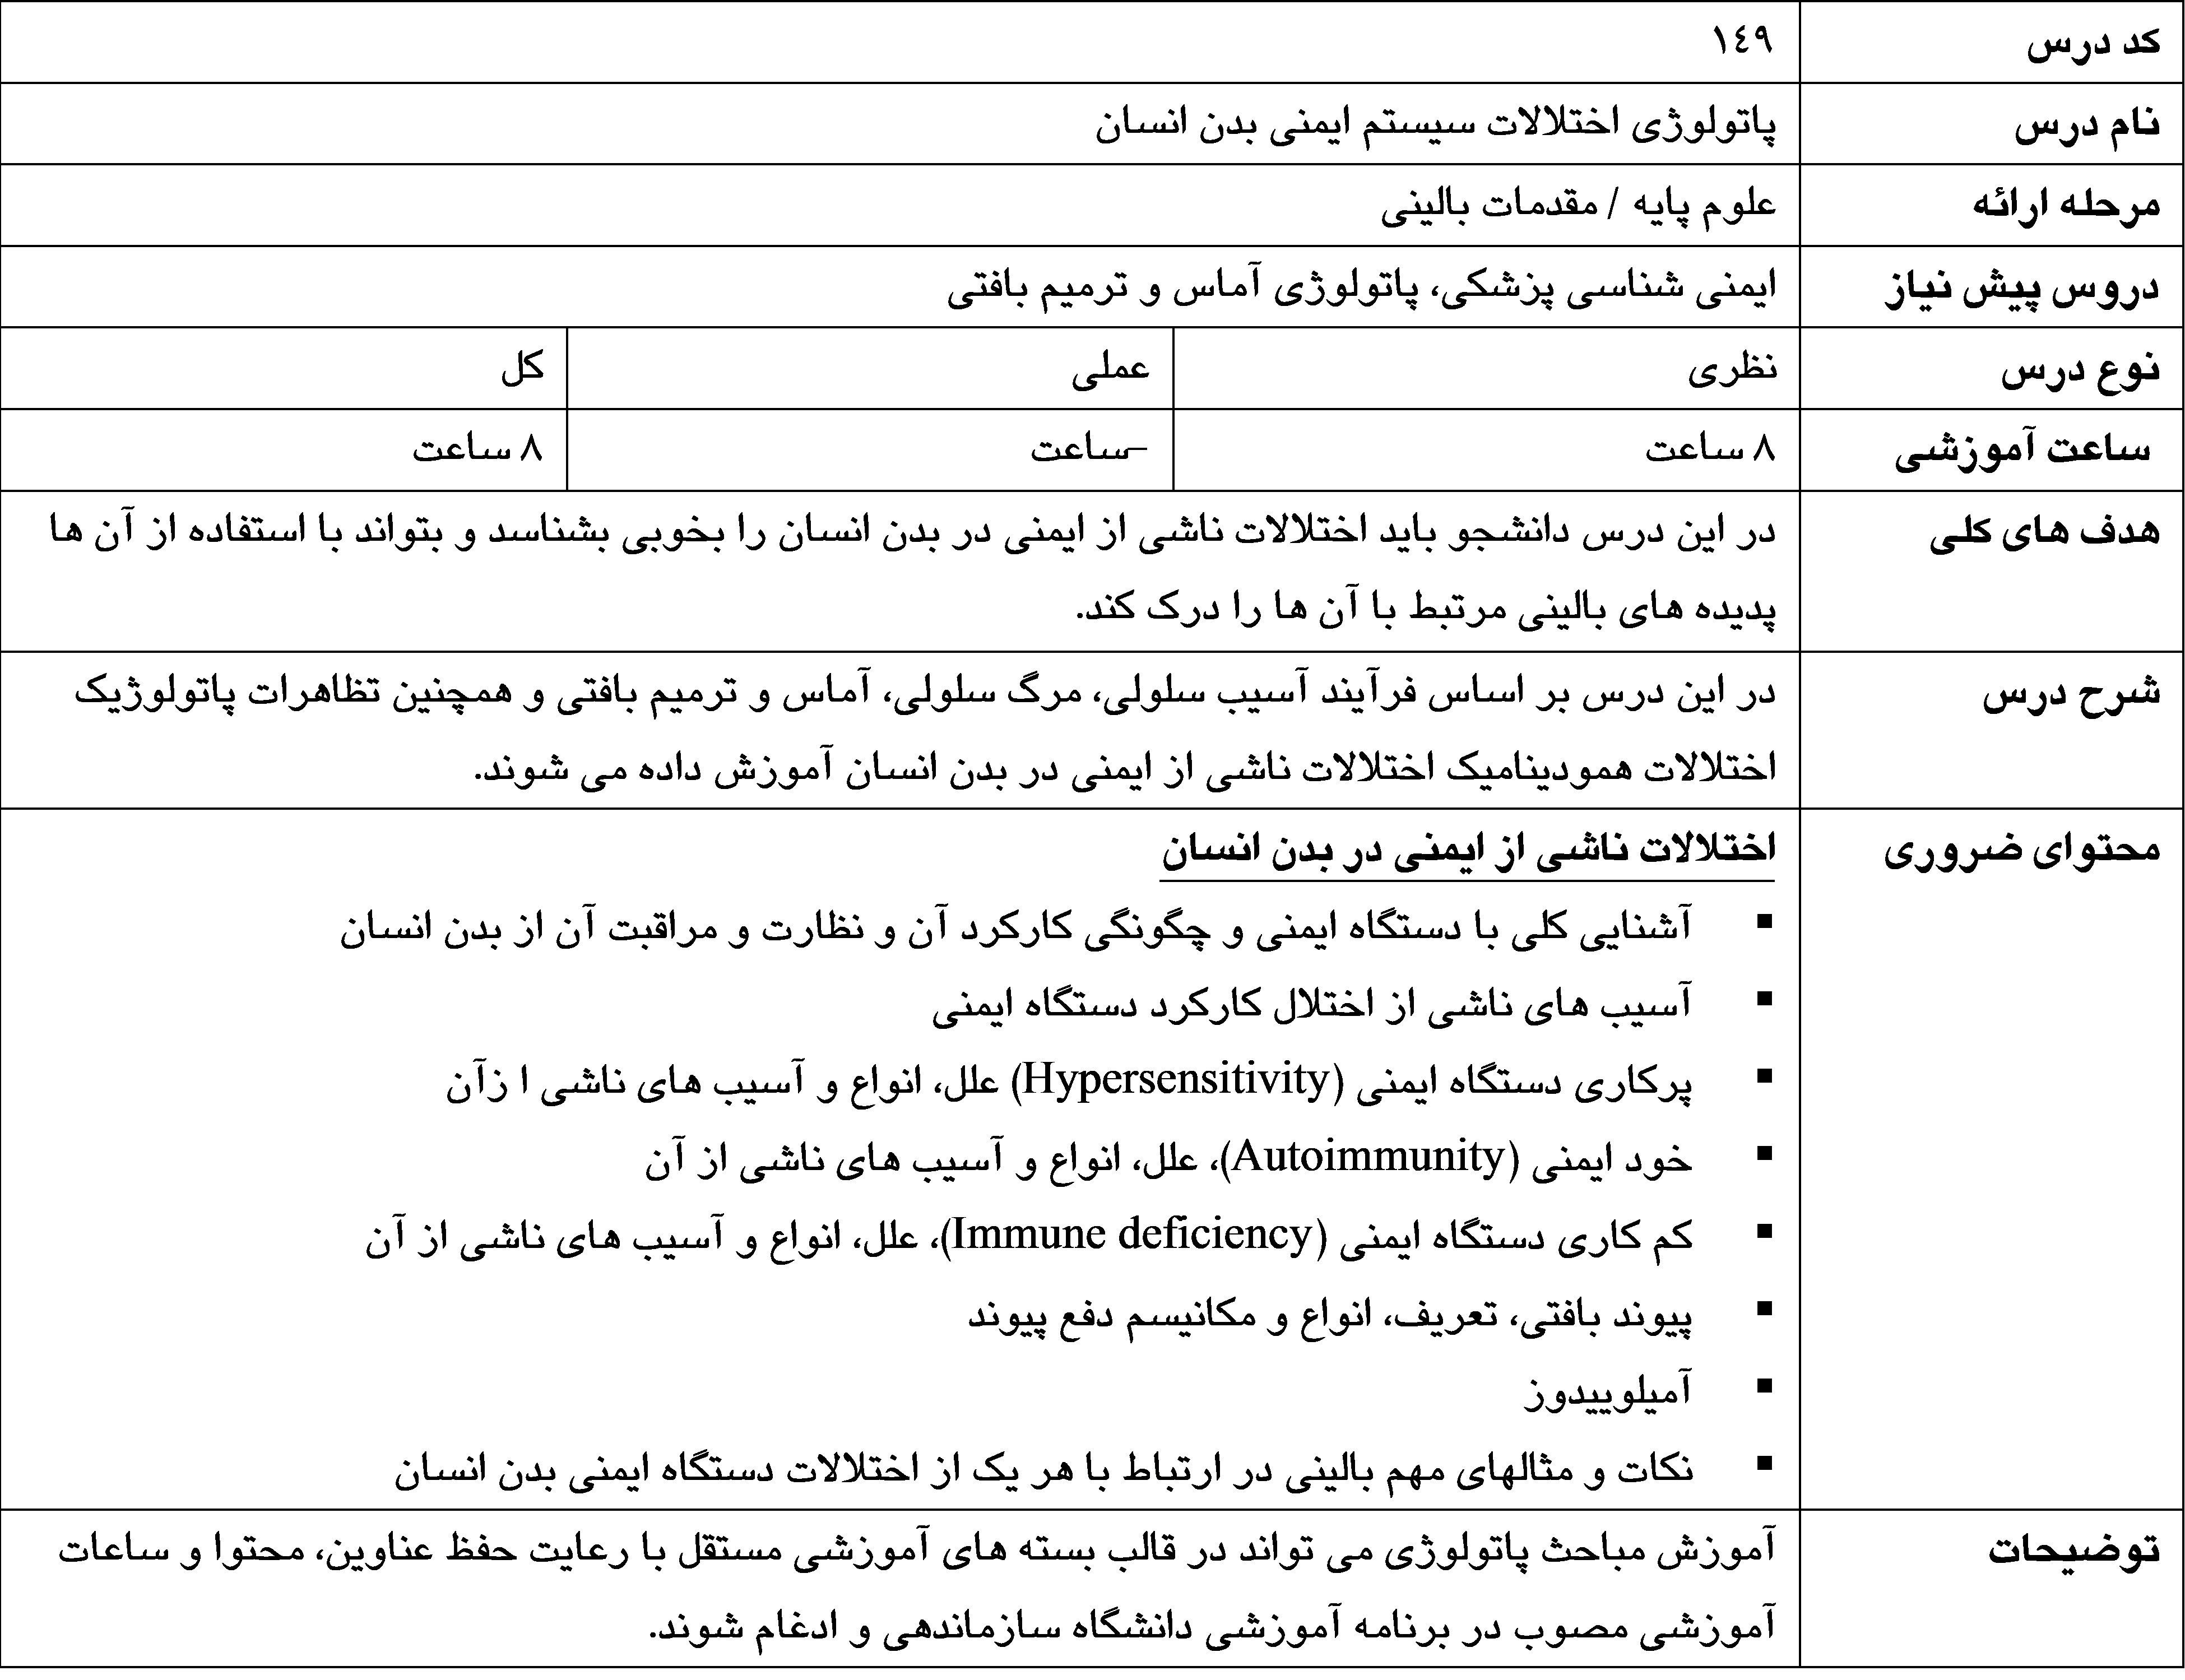 کد درس ١٤٩
نام درس پاتولوژی اختلالات سیستم ایمنی بدن انسان
مرحله ارائه علوم پایه / مقدمات بالینی
دروس پیش نیاز ایمنی شناسی پزشکی، پاتولوژی آماس و ترمیم بافتی
نوع درس نظری عملی کل
ساعت آموزشی ٨ ساعت –ساعت ٨ ساعت
هدف های کلی در این درس دانشجو باید اختلالات ناشی از ایمنی در بدن انسان را بخوبی بشناسد و بتواند با استفاده از آن ها
پدیده های بالینی مرتبط با آن ها را درک کند.
شرح درس در این درس بر اساس فرآیند آسیب سلولی، مرگ سلولی، آماس و ترمیم بافتی و همچنین تظاهرات پاتولوژیک
اختلالات همودینامیک اختلالات ناشی از ایمنی در بدن انسان آموزش داده می شوند.
محتوای ضروری اختلالات ناشی از ایمنی در بدن انسان
▪ آشنایی کلی با دستگاه ایمنی و چگونگی کارکرد آن و نظارت و مراقبت آن از بدن انسان
▪ آسیب های ناشی از اختلال کارکرد دستگاه ایمنی
▪ پرکاری دستگاه ایمنی (Hypersensitivity) علل، انواع و آسیب های ناشی ا زآن
▪ خود ایمنی (Autoimmunity)، علل، انواع و آسیب های ناشی از آن
▪ کم کاری دستگاه ایمنی (Immune deficiency)، علل، انواع و آسیب های ناشی از آن
▪ پیوند بافتی، تعریف، انواع و مکانیسم دفع پیوند
▪ آمیلوییدوز
▪ نکات و مثالهای مهم بالینی در ارتباط با هر یک از اختلالات دستگاه ایمنی بدن انسان
توضیحات آموزش مباحث پاتولوژی می تواند در قالب بسته های آموزشی مستقل با رعایت حفظ عناوین، محتوا و ساعات
آموزشی مصوب در برنامه آموزشی دانشگاه سازماندهی و ادغام شوند.